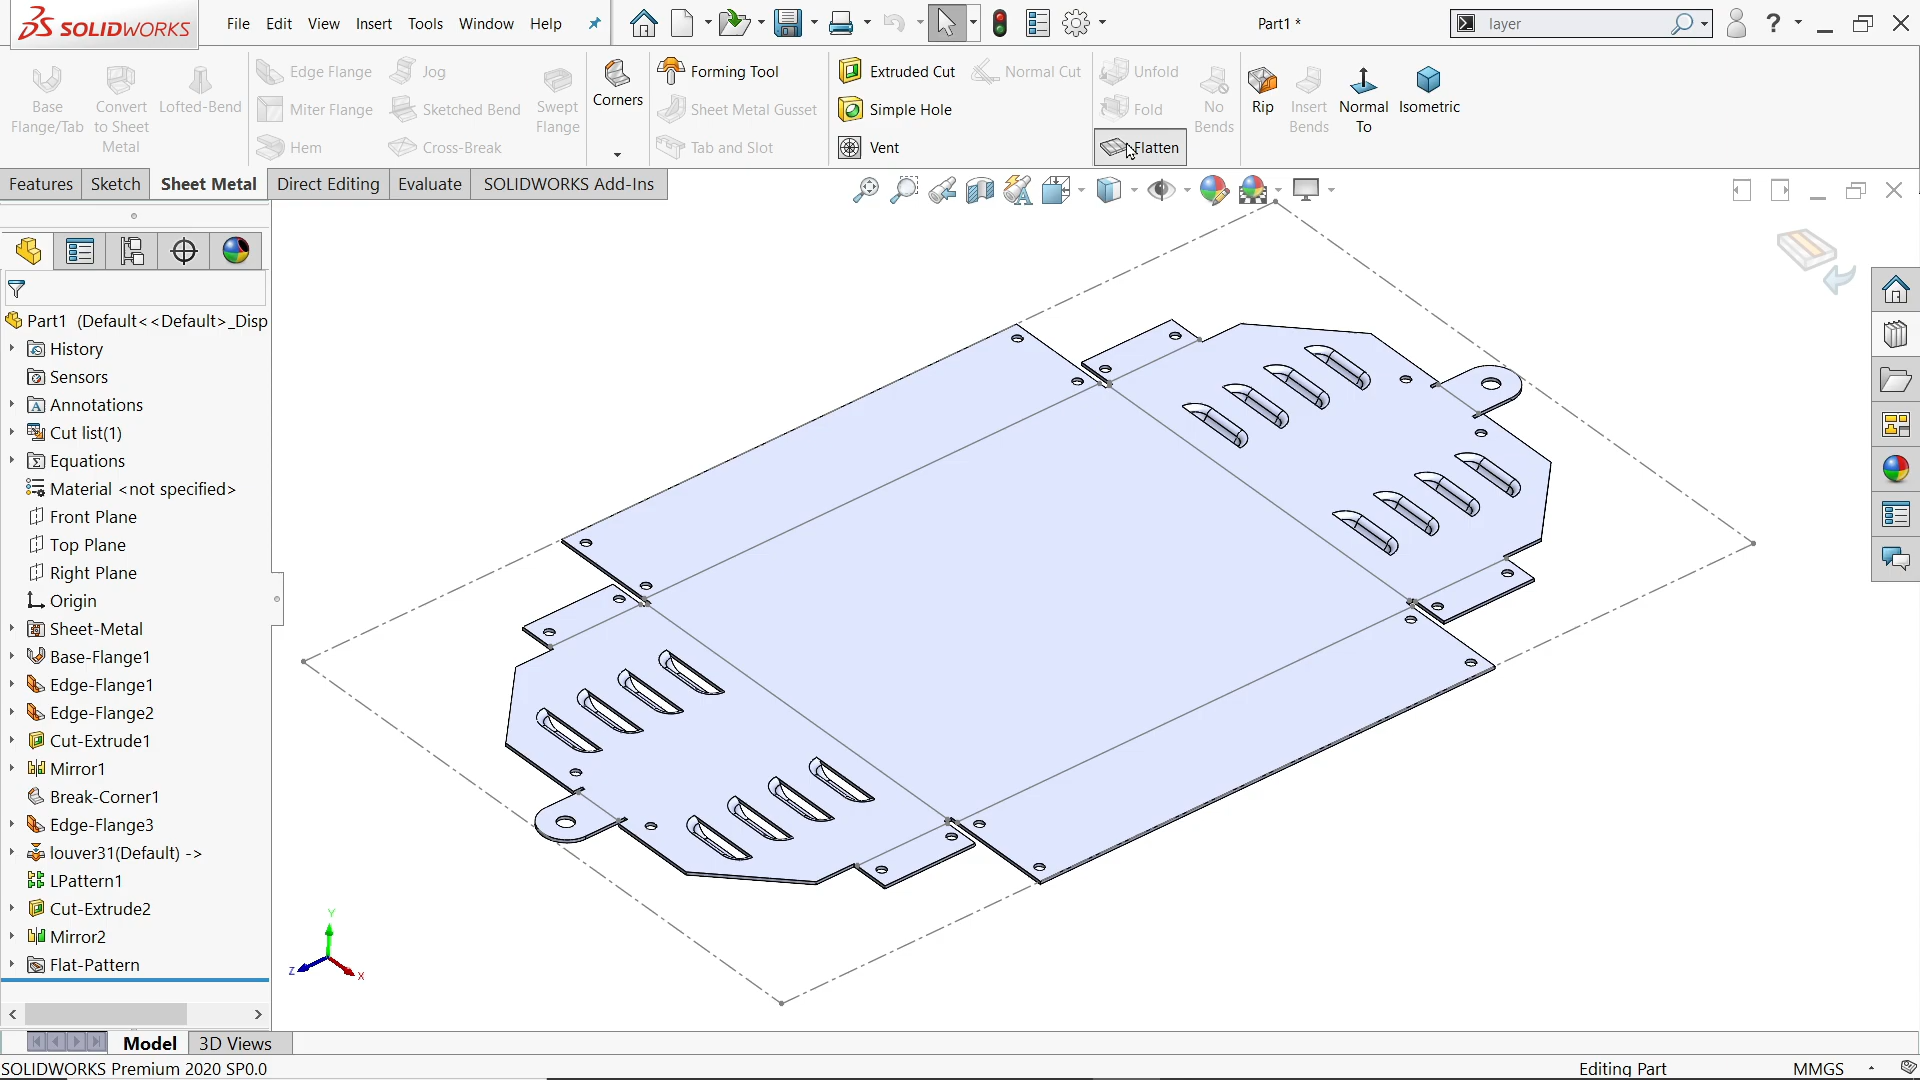 SOLIDWORKS
File Edit View Insert Tools Window Help
Part1 *
layer
?
Base Flange/Tab
Convert to Sheet Metal
Lofted-Bend
Edge Flange
Miter Flange
Hem
Jog
Sketched Bend
Cross-Break
Swept Flange
Corners
Forming Tool
Sheet Metal Gusset
Tab and Slot
Extruded Cut
Simple Hole
Vent
Normal Cut
Unfold
Fold
Flatten
No Bends
Rip
Insert Bends
Normal To
Isometric
Features Sketch Sheet Metal Direct Editing Evaluate SOLIDWORKS Add-Ins
Part1 (Default<<Default>_Disp
History
Sensors
Annotations
Cut list(1)
Equations
Material <not specified>
Front Plane
Top Plane
Right Plane
Origin
Sheet-Metal
Base-Flange1
Edge-Flange1
Edge-Flange2
Cut-Extrude1
Mirror1
Break-Corner1
Edge-Flange3
louver31(Default) ->
LPattern1
Cut-Extrude2
Mirror2
Flat-Pattern
Y
Z
X
Model 3D Views
SOLIDWORKS Premium 2020 SP0.0
Editing Part
MMGS